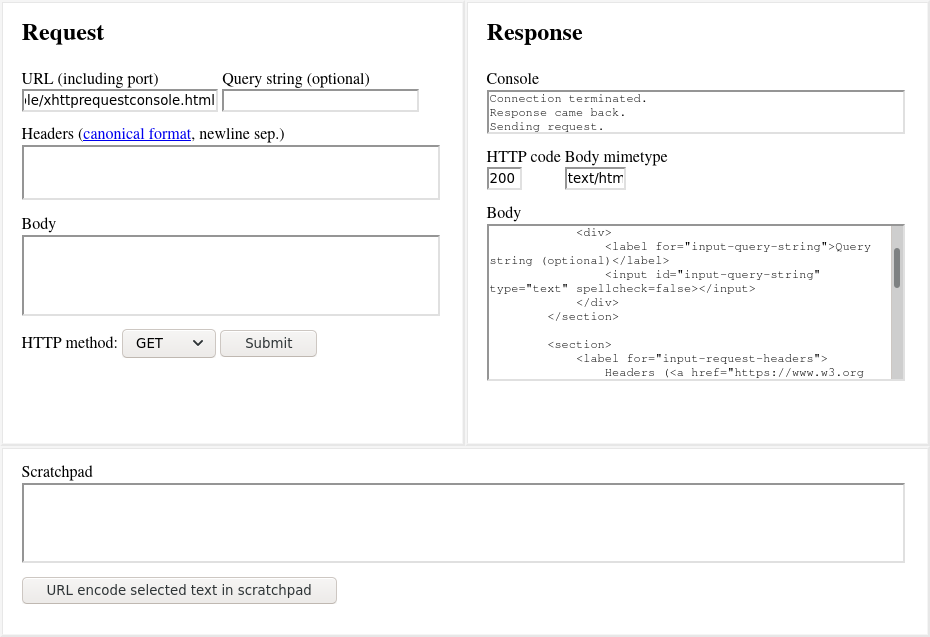 Request
URL (including port)
Query string (optional)
le/xhttprequestconsole.html
Headers (canonical format, newline sep.)
Body
HTTP method:
GET
Submit
Response
Console
Connection terminated.
Response came back.
Sending request.
HTTP code
Body mimetype
200
text/htm
Body
<div>
<label for="input-query-string">Query
string (optional)</label>
<input id="input-query-string"
type="text" spellcheck=false></input>
</div>
</section>
<section>
<label for="input-request-headers">
Headers (<a href="https://www.w3.org
Scratchpad
URL encode selected text in scratchpad